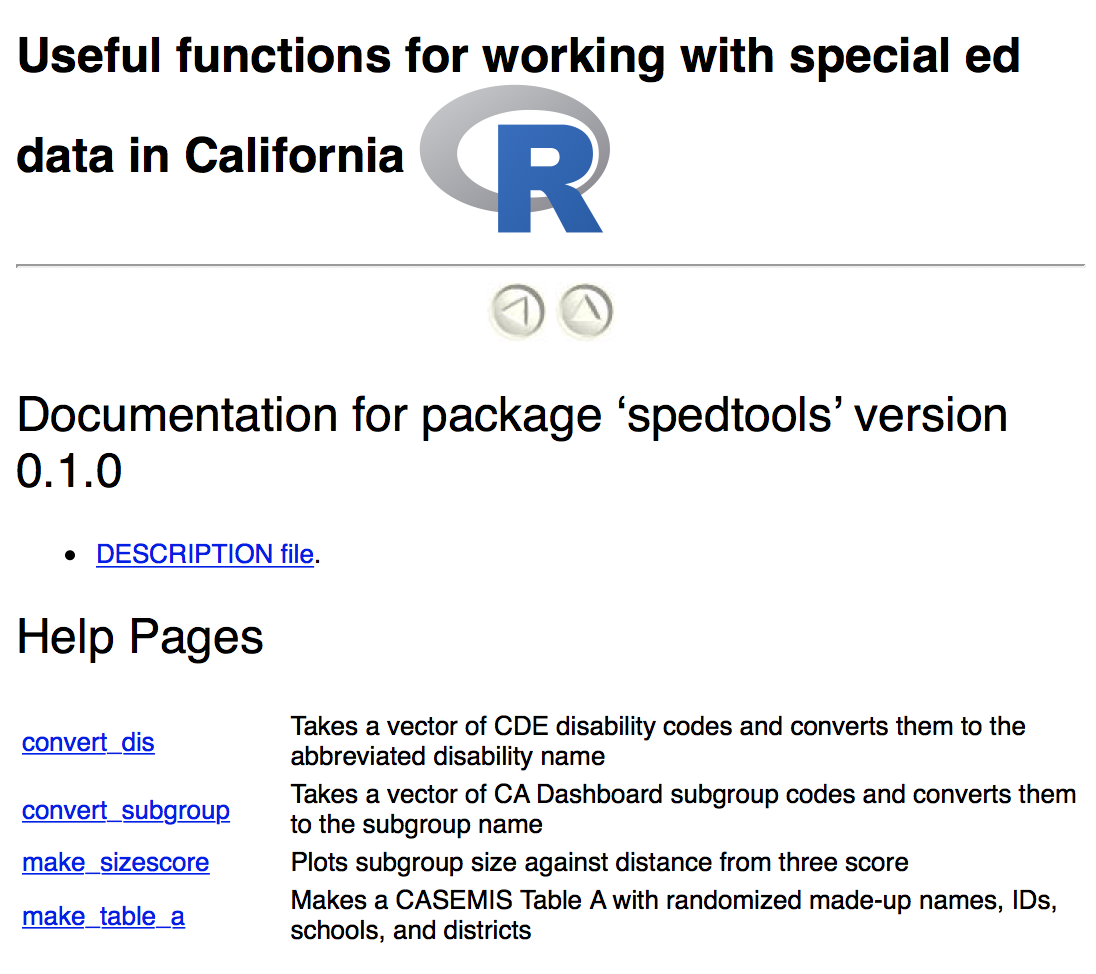 Useful functions for working with special ed
data in California R
Documentation for package ‘spedtools’ version
0.1.0
• DESCRIPTION file.
Help Pages
convert_dis Takes a vector of CDE disability codes and converts them to the
abbreviated disability name
convert_subgroup Takes a vector of CA Dashboard subgroup codes and converts them
to the subgroup name
make_sizescore Plots subgroup size against distance from three score
make_table_a Makes a CASEMIS Table A with randomized made-up names, IDs,
schools, and districts